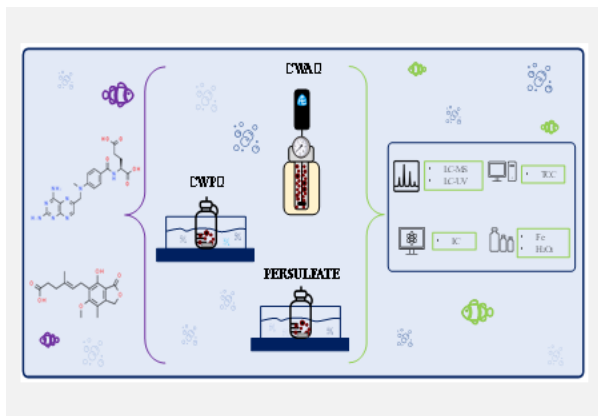 CWAO
CWPO
PERSULFATE
LC-MS
LC-UV
TOC
IC
Fe
H₂O₂